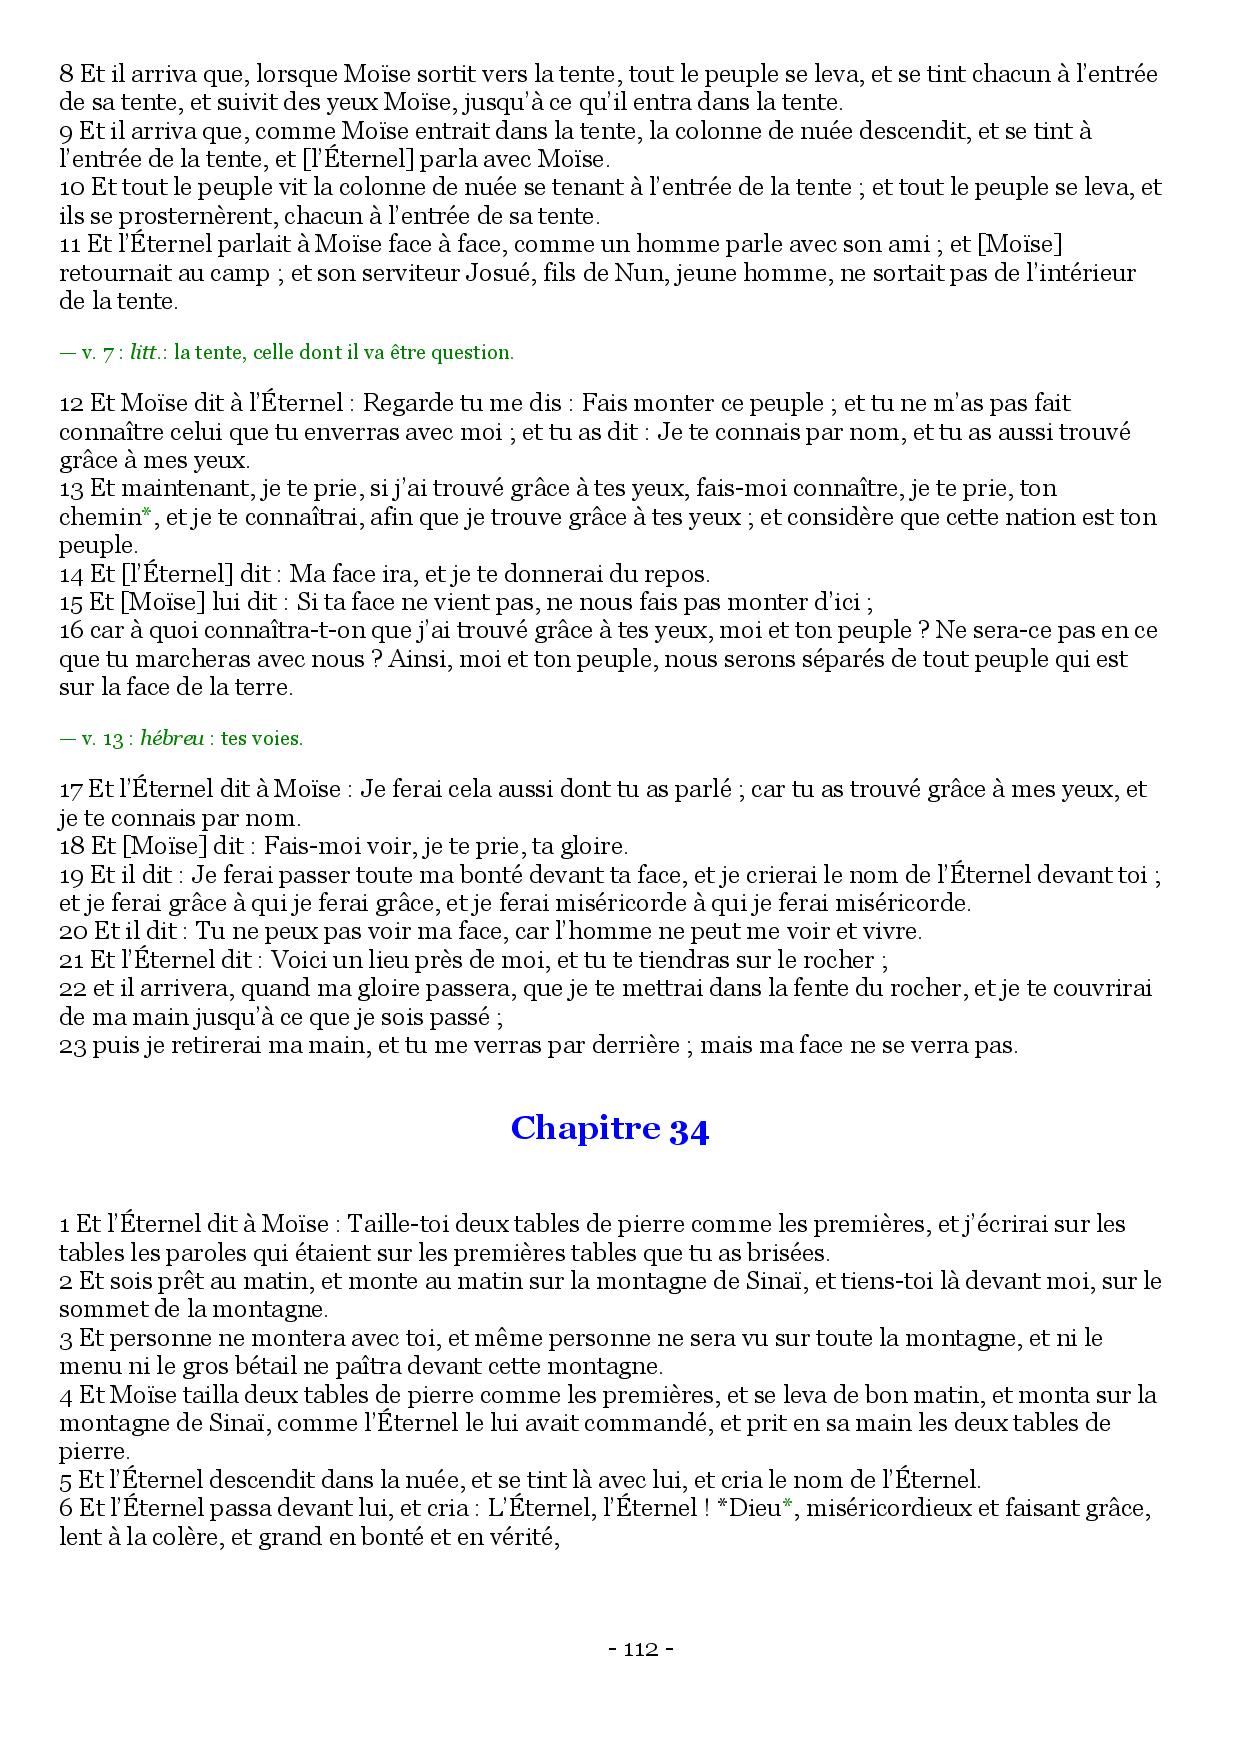 8 Et il arriva que, lorsque Moïse sortit vers la tente, tout le peuple se leva, et se tint chacun à l’entrée
de sa tente, et suivit des yeux Moïse, jusqu’à ce qu’il entra dans la tente.
9 Et il arriva que, comme Moïse entrait dans la tente, la colonne de nuée descendit, et se tint à
l’entrée de la tente, et [l’Éternel] parla avec Moïse.
10 Et tout le peuple vit la colonne de nuée se tenant à l’entrée de la tente ; et tout le peuple se leva, et
ils se prosternèrent, chacun à l’entrée de sa tente.
11 Et l’Éternel parlait à Moïse face à face, comme un homme parle avec son ami ; et [Moïse]
retournait au camp ; et son serviteur Josué, fils de Nun, jeune homme, ne sortait pas de l’intérieur
de la tente.
— v. 7 : litt.: la tente, celle dont il va être question.
12 Et Moïse dit à l’Éternel : Regarde tu me dis : Fais monter ce peuple ; et tu ne m’as pas fait
connaître celui que tu enverras avec moi ; et tu as dit : Je te connais par nom, et tu as aussi trouvé
grâce à mes yeux.
13 Et maintenant, je te prie, si j’ai trouvé grâce à tes yeux, fais-moi connaître, je te prie, ton
chemin*, et je te connaîtrai, afin que je trouve grâce à tes yeux ; et considère que cette nation est ton
peuple.
14 Et [l’Éternel] dit : Ma face ira, et je te donnerai du repos.
15 Et [Moïse] lui dit : Si ta face ne vient pas, ne nous fais pas monter d’ici ;
16 car à quoi connaîtra-t-on que j’ai trouvé grâce à tes yeux, moi et ton peuple ? Ne sera-ce pas en ce
que tu marcheras avec nous ? Ainsi, moi et ton peuple, nous serons séparés de tout peuple qui est
sur la face de la terre.
— v. 13 : hébreu : tes voies.
17 Et l’Éternel dit à Moïse : Je ferai cela aussi dont tu as parlé ; car tu as trouvé grâce à mes yeux, et
je te connais par nom.
18 Et [Moïse] dit : Fais-moi voir, je te prie, ta gloire.
19 Et il dit : Je ferai passer toute ma bonté devant ta face, et je crierai le nom de l’Éternel devant toi ;
et je ferai grâce à qui je ferai grâce, et je ferai miséricorde à qui je ferai miséricorde.
20 Et il dit : Tu ne peux pas voir ma face, car l’homme ne peut me voir et vivre.
21 Et l’Éternel dit : Voici un lieu près de moi, et tu te tiendras sur le rocher ;
22 et il arrivera, quand ma gloire passera, que je te mettrai dans la fente du rocher, et je te couvrirai
de ma main jusqu’à ce que je sois passé ;
23 puis je retirerai ma main, et tu me verras par derrière ; mais ma face ne se verra pas.
Chapitre 34
1 Et l’Éternel dit à Moïse : Taille-toi deux tables de pierre comme les premières, et j’écrirai sur les
tables les paroles qui étaient sur les premières tables que tu as brisées.
2 Et sois prêt au matin, et monte au matin sur la montagne de Sinaï, et tiens-toi là devant moi, sur le
sommet de la montagne.
3 Et personne ne montera avec toi, et même personne ne sera vu sur toute la montagne, et ni le
menu ni le gros bétail ne paîtra devant cette montagne.
4 Et Moïse tailla deux tables de pierre comme les premières, et se leva de bon matin, et monta sur la
montagne de Sinaï, comme l’Éternel le lui avait commandé, et prit en sa main les deux tables de
pierre.
5 Et l’Éternel descendit dans la nuée, et se tint là avec lui, et cria le nom de l’Éternel.
6 Et l’Éternel passa devant lui, et cria : L’Éternel, l’Éternel ! *Dieu*, miséricordieux et faisant grâce,
lent à la colère, et grand en bonté et en vérité,
- 112 -